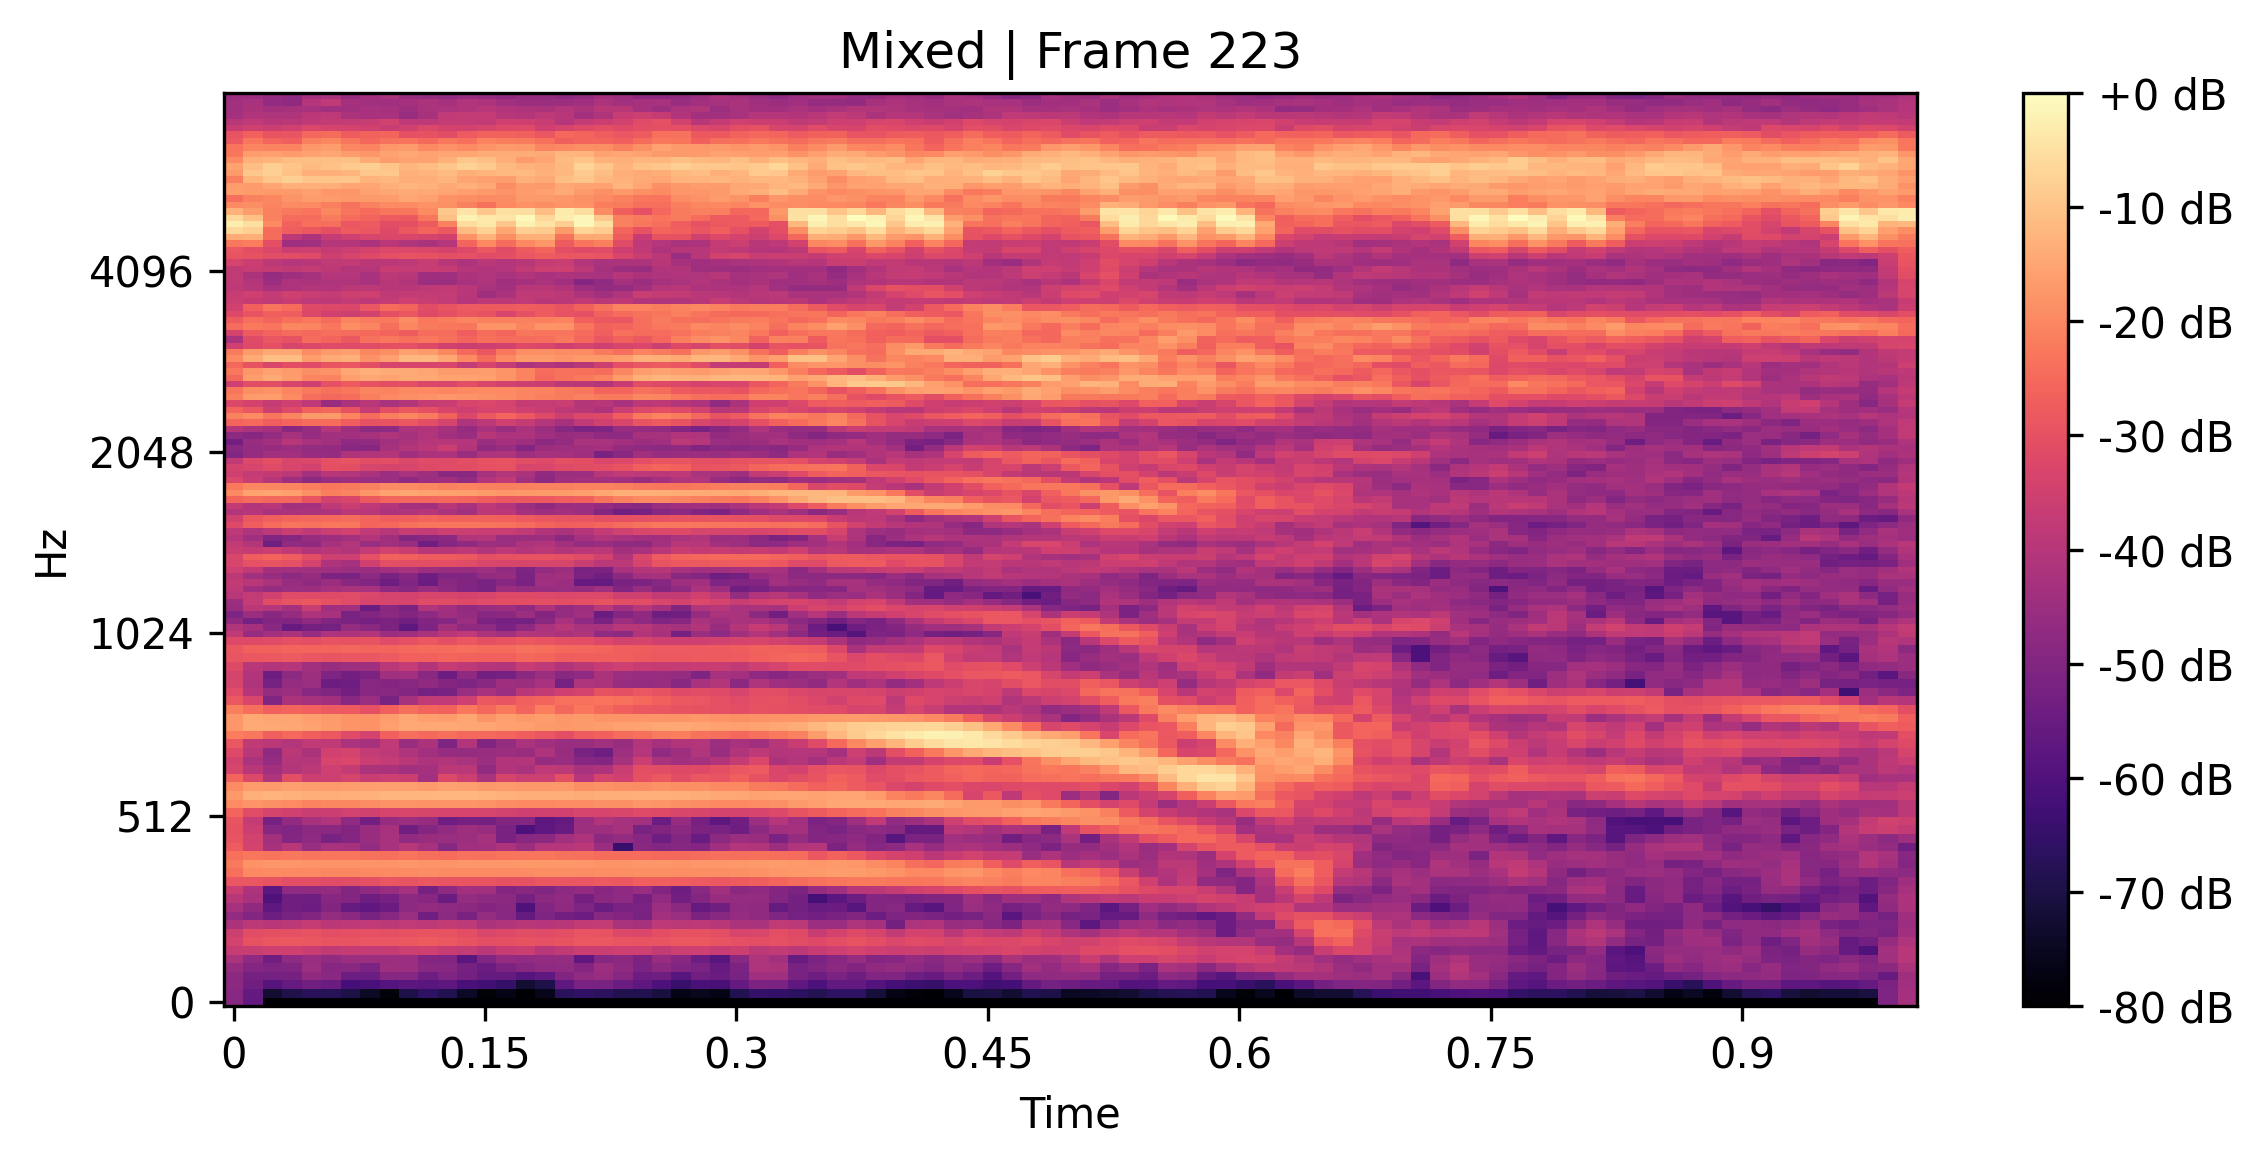 Mixed | Frame 223
Hz
4096
2048
1024
512
0
0 0.15 0.3 0.45 0.6 0.75 0.9
Time
+0 dB
-10 dB
-20 dB
-30 dB
-40 dB
-50 dB
-60 dB
-70 dB
-80 dB